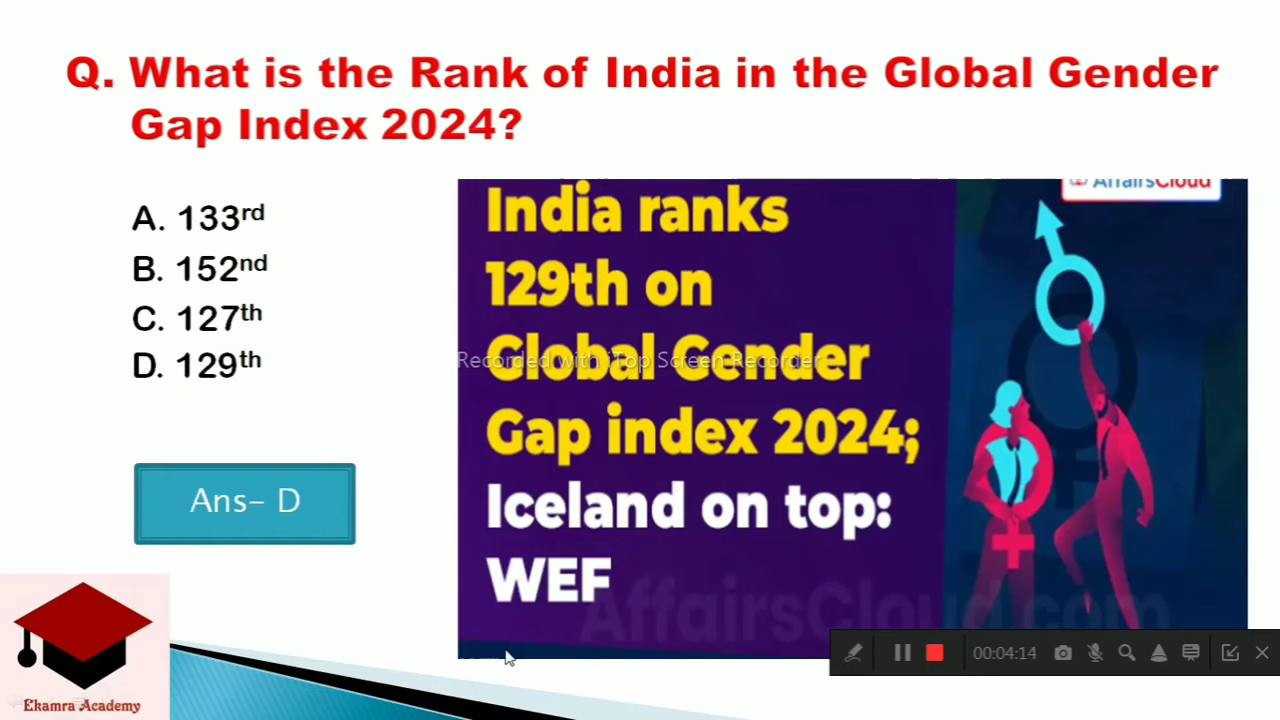 Q. What is the Rank of India in the Global Gender
Gap Index 2024?
A. 133rd
B. 152nd
C. 127th
D. 129th
Ans– D
AffairsCloud
India ranks
129th on
Global Gender
Gap index 2024;
Iceland on top:
WEF
Recorded with iTop Screen Recorder
AffairsCloud.com
Ekamra Academy
00:04:14